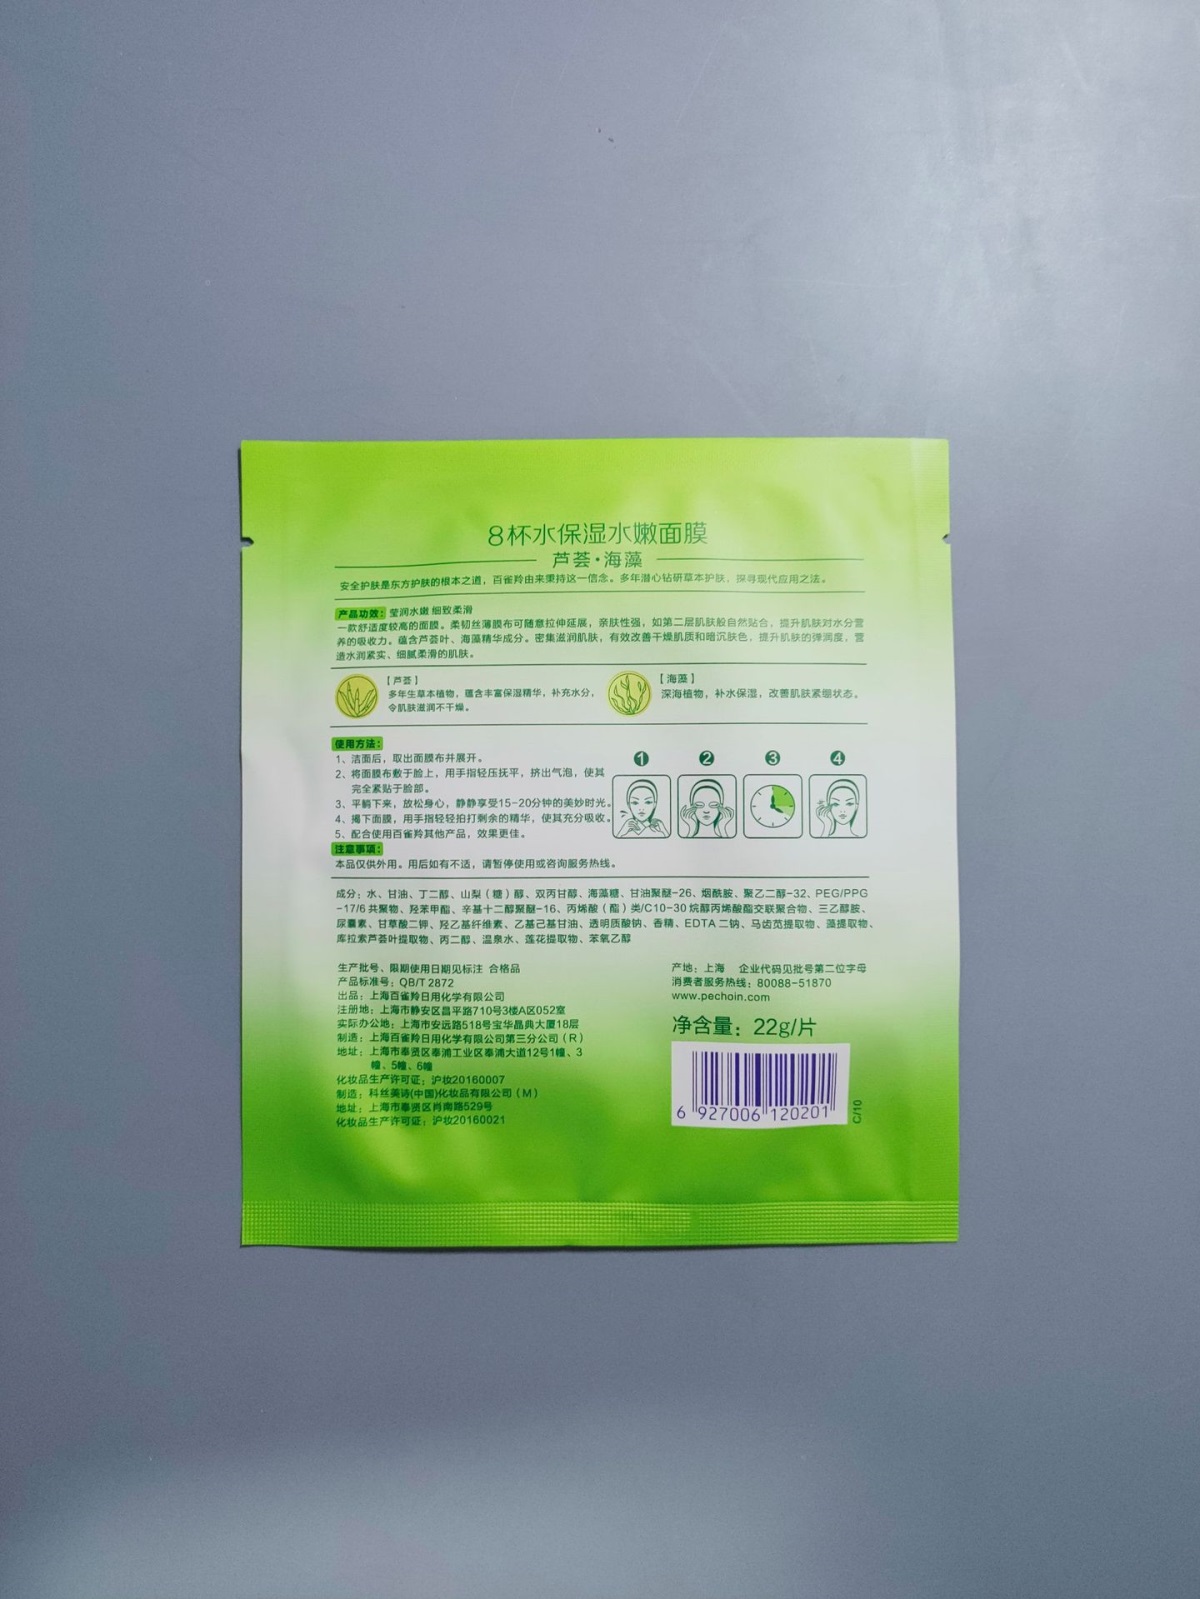 8杯水保湿水嫩面膜
芦荟·海藻
安全护肤是东方护肤的根本之道，百雀羚由来秉持这一信念。多年潜心钻研草本护肤，探寻现代应用之法。
产品功效：莹润水嫩 细致柔滑
一款舒适度较高的面膜。柔韧丝薄膜布可随意拉伸延展，亲肤性强，如第二层肌肤般自然贴合，提升肌肤对水分营
养的吸收力。蕴含芦荟叶、海藻精华成分。密集滋润肌肤，有效改善干燥肌质和暗沉肤色，提升肌肤的弹润度，营
造水润紧实、细腻柔滑的肌肤。
【芦荟】
多年生草本植物，蕴含丰富保湿精华，补充水分，
令肌肤滋润不干燥。
【海藻】
深海植物，补水保湿，改善肌肤紧绷状态。
使用方法：
1、洁面后，取出面膜布并展开。
2、将面膜布敷于脸上，用手指轻压抚平，挤出气泡，使其
完全紧贴于脸部。
3、平躺下来，放松身心，静静享受15-20分钟的美妙时光。
4、揭下面膜，用手指轻轻拍打剩余的精华，使其充分吸收。
5、配合使用百雀羚其他产品，效果更佳。
1 2 3 4
注意事项：
本品仅供外用。用后如有不适，请暂停使用或咨询服务热线。
成分：水、甘油、丁二醇、山梨（糖）醇、双丙甘醇、海藻糖、甘油聚醚-26、烟酰胺、聚乙二醇-32、PEG/PPG
-17/6 共聚物、羟苯甲酯、辛基十二醇聚醚-16、丙烯酸（酯）类/C10-30 烷醇丙烯酸酯交联聚合物、三乙醇胺、
尿囊素、甘草酸二钾、羟乙基纤维素、乙基己基甘油、透明质酸钠、香精、EDTA 二钠、马齿苋提取物、藻提取物、
库拉索芦荟叶提取物、丙二醇、温泉水、莲花提取物、苯氧乙醇
生产批号、限期使用日期见标注 合格品
产品标准号：QB/T 2872
出品：上海百雀羚日用化学有限公司
注册地：上海市静安区昌平路710号3楼A区052室
实际办公地：上海市安远路518号宝华晶典大厦18层
制造：上海百雀羚日用化学有限公司第三分公司（R）
地址：上海市奉贤区奉浦工业区奉浦大道12号1幢、3
幢、5幢、6幢
化妆品生产许可证：沪妆20160007
制造：科丝美诗(中国)化妆品有限公司（M）
地址：上海市奉贤区肖南路529号
化妆品生产许可证：沪妆20160021
产地：上海 企业代码见批号第二位字母
消费者服务热线：80088-51870
www.pechoin.com
净含量：22g/片
6 927006 120201
C/10